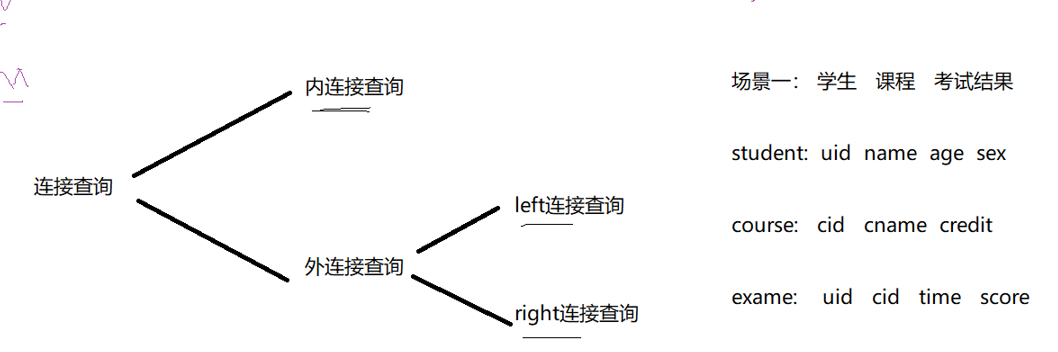 内连接查询
连接查询
left连接查询
外连接查询
right连接查询
场景一： 学生 课程 考试结果
student: uid name age sex
course: cid cname credit
exame: uid cid time score